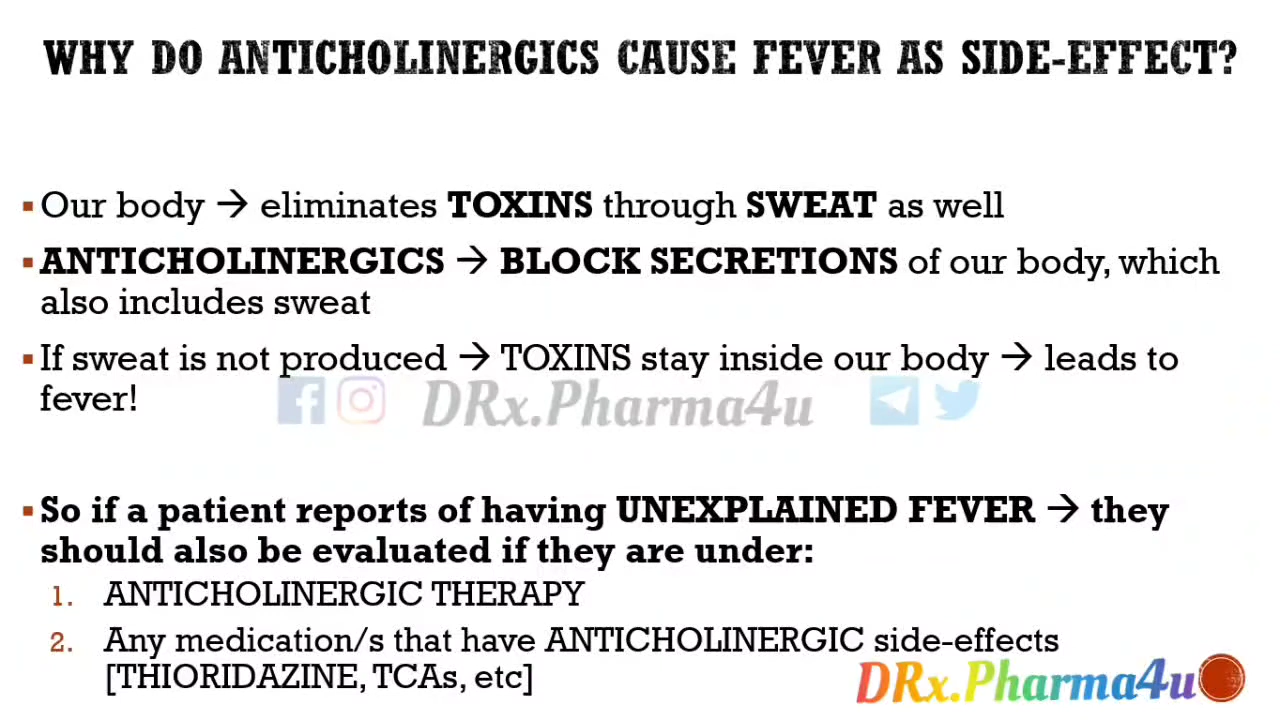 WHY DO ANTICHOLINERGICS CAUSE FEVER AS SIDE-EFFECT?
▪ Our body → eliminates TOXINS through SWEAT as well
▪ ANTICHOLINERGICS → BLOCK SECRETIONS of our body, which
also includes sweat
▪ If sweat is not produced → TOXINS stay inside our body → leads to
fever!
DRx.Pharma4u
▪ So if a patient reports of having UNEXPLAINED FEVER → they
should also be evaluated if they are under:
1. ANTICHOLINERGIC THERAPY
2. Any medication/s that have ANTICHOLINERGIC side-effects
[THIORIDAZINE, TCAs, etc]
DRx.Pharma4u